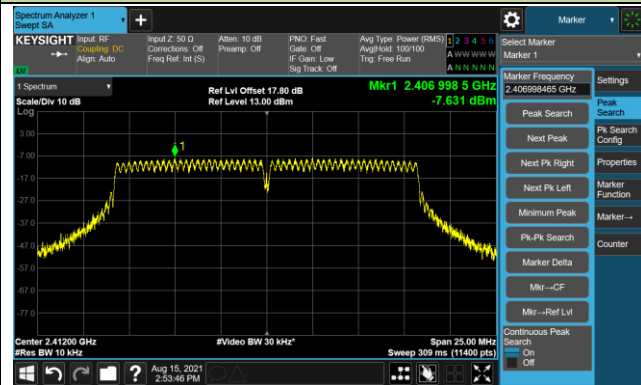 Spectrum Analyzer 1
Swept SA
+
Marker
KEYSIGHT
Input: RF
Coupling: DC
Align: Auto
Input Z: 50 Ω
Corrections: Off
Freq Ref: Int (S)
Atten: 10 dB
Preamp: Off
PNO: Fast
Gate: Off
IF Gain: Low
Sig Track: Off
Avg Type: Power (RMS)
Avg|Hold: 100/100
Trig: Free Run
1 2 3 4 5 6
A W W W W W
A N N N N N
Select Marker
Marker 1
1 Spectrum
Scale/Div 10 dB
Log
Ref Lvl Offset 17.80 dB
Ref Level 13.00 dBm
Mkr1 2.406 998 5 GHz
-7.631 dBm
3.00
-7.00
-17.0
-27.0
-37.0
-47.0
-57.0
-67.0
-77.0
1
Marker Frequency
2.406998465 GHz
Peak Search
Next Peak
Next Pk Right
Next Pk Left
Minimum Peak
Pk-Pk Search
Marker Delta
Mkr→CF
Mkr→Ref Lvl
Continuous Peak
Search
On
Off
Settings
Peak
Search
Pk Search
Config
Properties
Marker
Function
Marker→
Counter
Center 2.41200 GHz
#Res BW 10 kHz
#Video BW 30 kHz*
Span 25.00 MHz
Sweep 309 ms (11400 pts)
?
Aug 15, 2021
2:53:46 PM